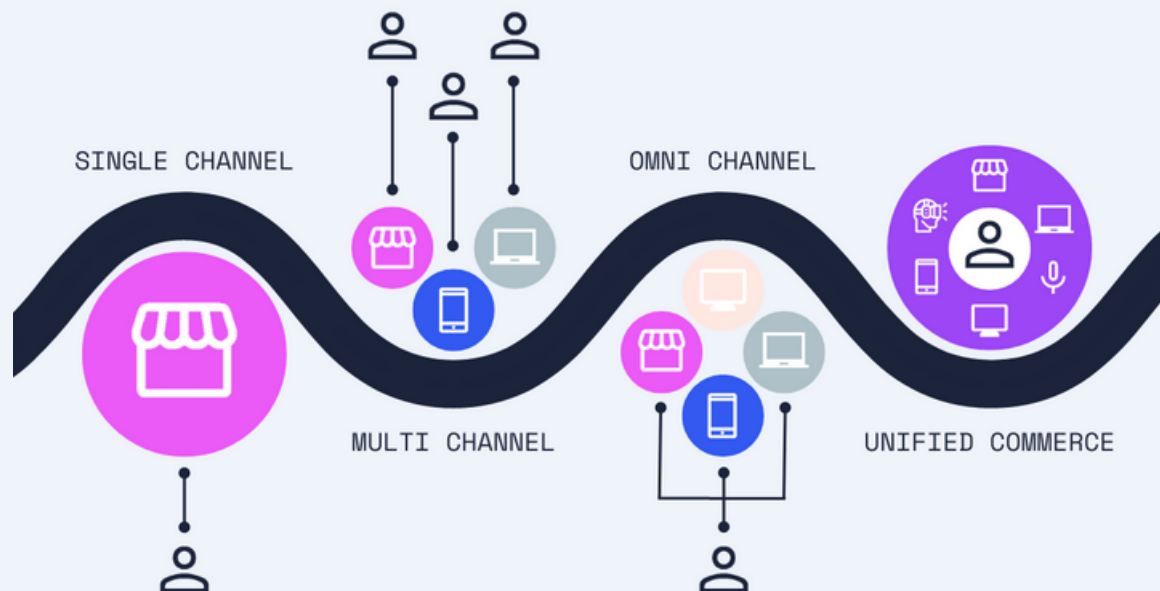 SINGLE CHANNEL
MULTI CHANNEL
OMNI CHANNEL
UNIFIED COMMERCE